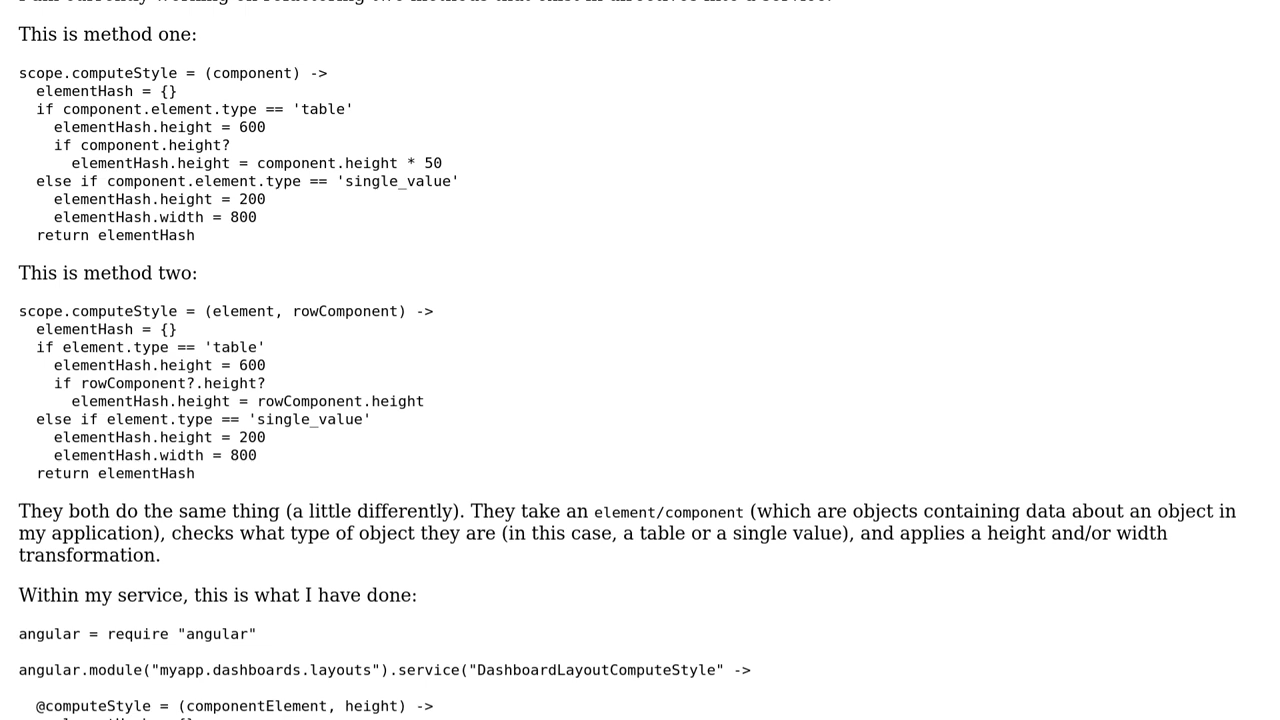 This is method one:
scope.computeStyle = (component) ->
  elementHash = {}
  if component.element.type == 'table'
    elementHash.height = 600
    if component.height?
      elementHash.height = component.height * 50
  else if component.element.type == 'single_value'
    elementHash.height = 200
    elementHash.width = 800
  return elementHash
This is method two:
scope.computeStyle = (element, rowComponent) ->
  elementHash = {}
  if element.type == 'table'
    elementHash.height = 600
    if rowComponent?.height?
      elementHash.height = rowComponent.height
  else if element.type == 'single_value'
    elementHash.height = 200
    elementHash.width = 800
  return elementHash
They both do the same thing (a little differently). They take an element/component (which are objects containing data about an object in
my application), checks what type of object they are (in this case, a table or a single value), and applies a height and/or width
transformation.
Within my service, this is what I have done:
angular = require "angular"
angular.module("myapp.dashboards.layouts").service("DashboardLayoutComputeStyle" ->
  @computeStyle = (componentElement, height) ->